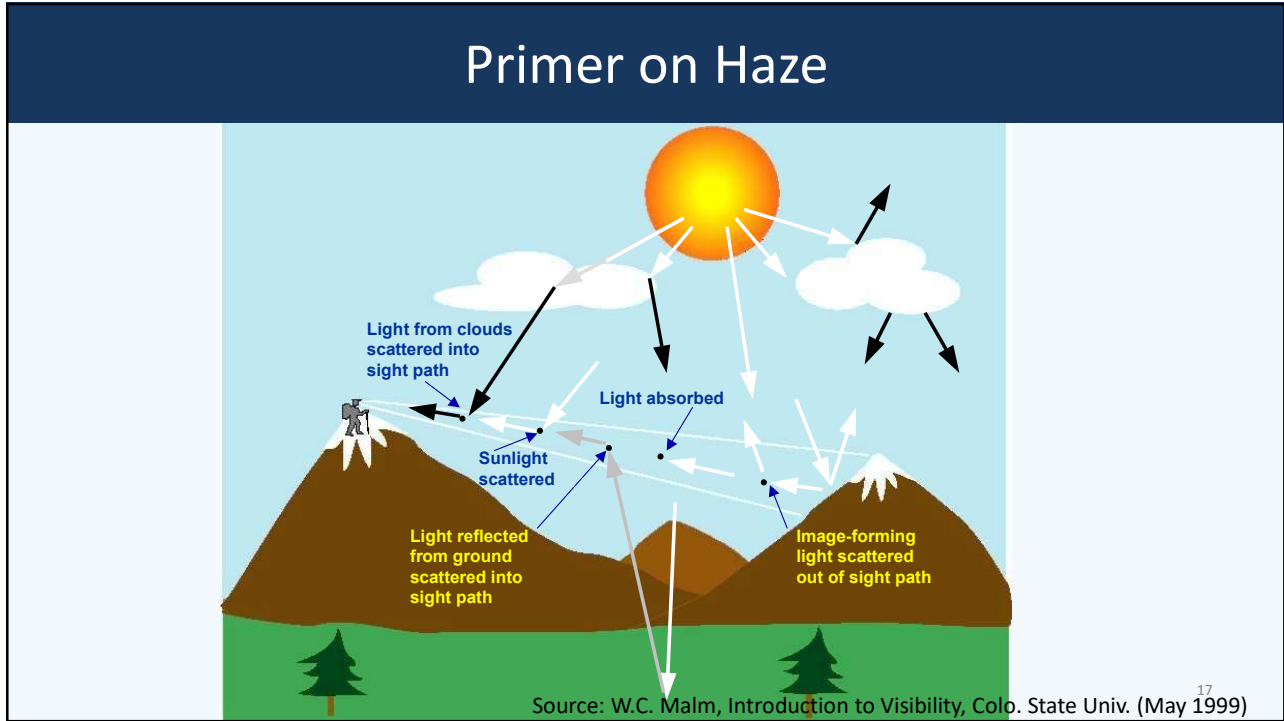 Primer on Haze
Light from clouds
scattered into
sight path
Light absorbed
Sunlight
scattered
Light reflected
from ground
scattered into
sight path
Image-forming
light scattered
out of sight path
17
Source: W.C. Malm, Introduction to Visibility, Colo. State Univ. (May 1999)